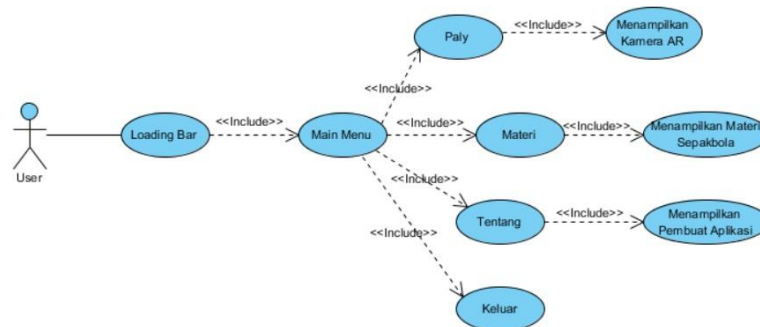 <<Include>>
Paly
Menampilkan
Kamera AR
<<Include>>
<<Include>>
<<Include>>
<<Include>>
Loading Bar
Main Menu
Materi
Menampilkan Materi
Sepakbola
User
<<Include>>
<<Include>>
Tentang
Menampilkan
Pembuat Aplikasi
<<Include>>
Keluar